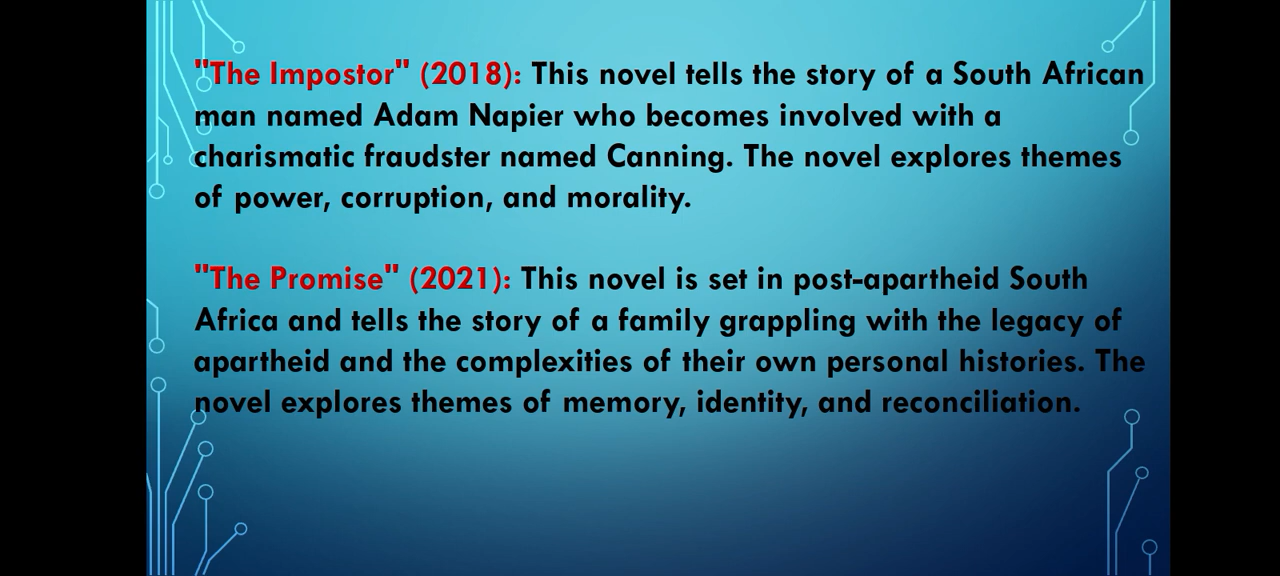 "The Impostor" (2018): This novel tells the story of a South African
man named Adam Napier who becomes involved with a
charismatic fraudster named Canning. The novel explores themes
of power, corruption, and morality.
"The Promise" (2021): This novel is set in post-apartheid South
Africa and tells the story of a family grappling with the legacy of
apartheid and the complexities of their own personal histories. The
novel explores themes of memory, identity, and reconciliation.